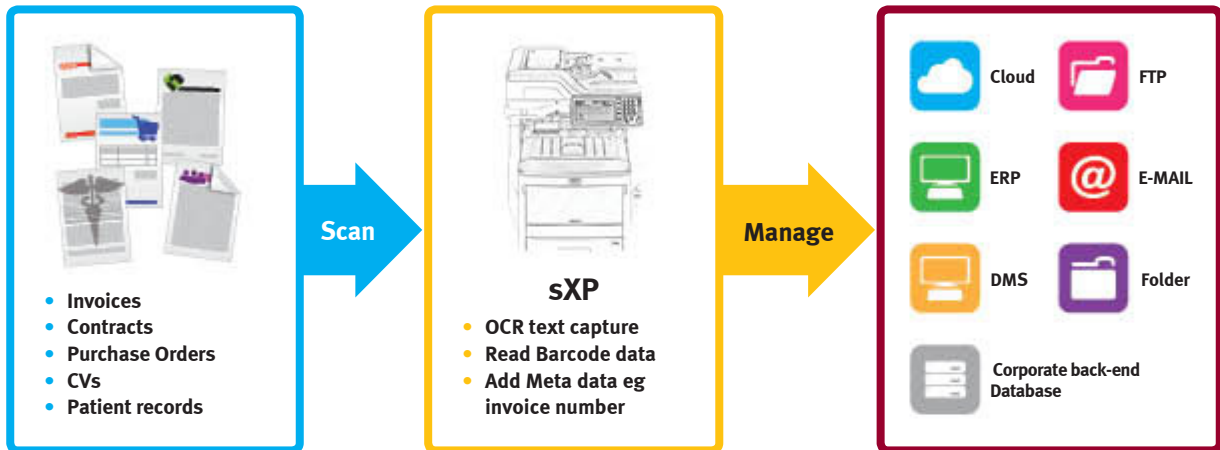 Invoices
Contracts
Purchase Orders
CVs
Patient records
Scan
sXP
OCR text capture
Read Barcode data
Add Meta data eg
invoice number
Manage
Cloud
FTP
ERP
@
E-MAIL
DMS
Folder
Corporate back-end
Database